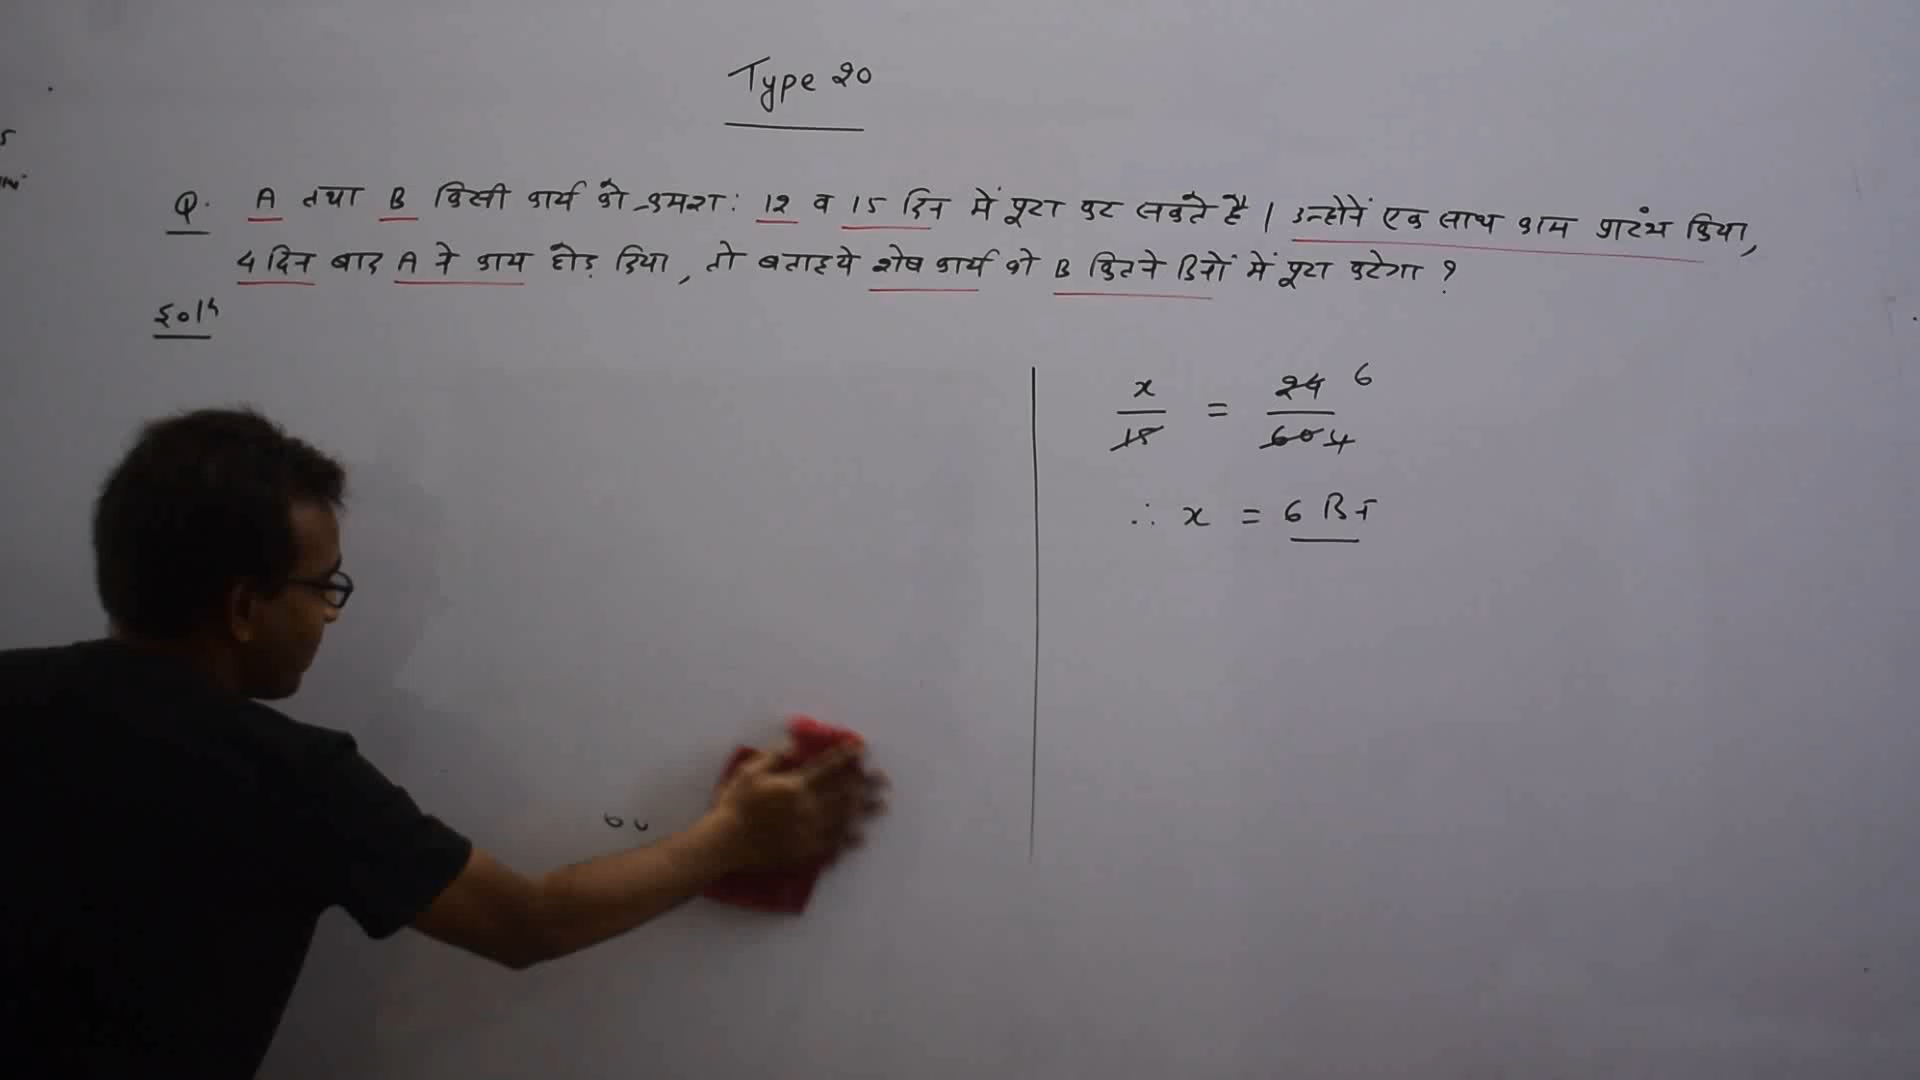 Type 20
Q. A तथा B किसी कार्य को क्रमश: 12 व 15 दिन में पूरा कर सकते है । उन्होनें एक साथ काम प्रारंभ किया,
4 दिन बाद A ने काम छोड़ दिया, तो बताइये शेष कार्य को B कितने दिनों में पूरा करेगा ?
Solⁿ
x/15 = 24/60 6 4
∴ x = 6 दिन